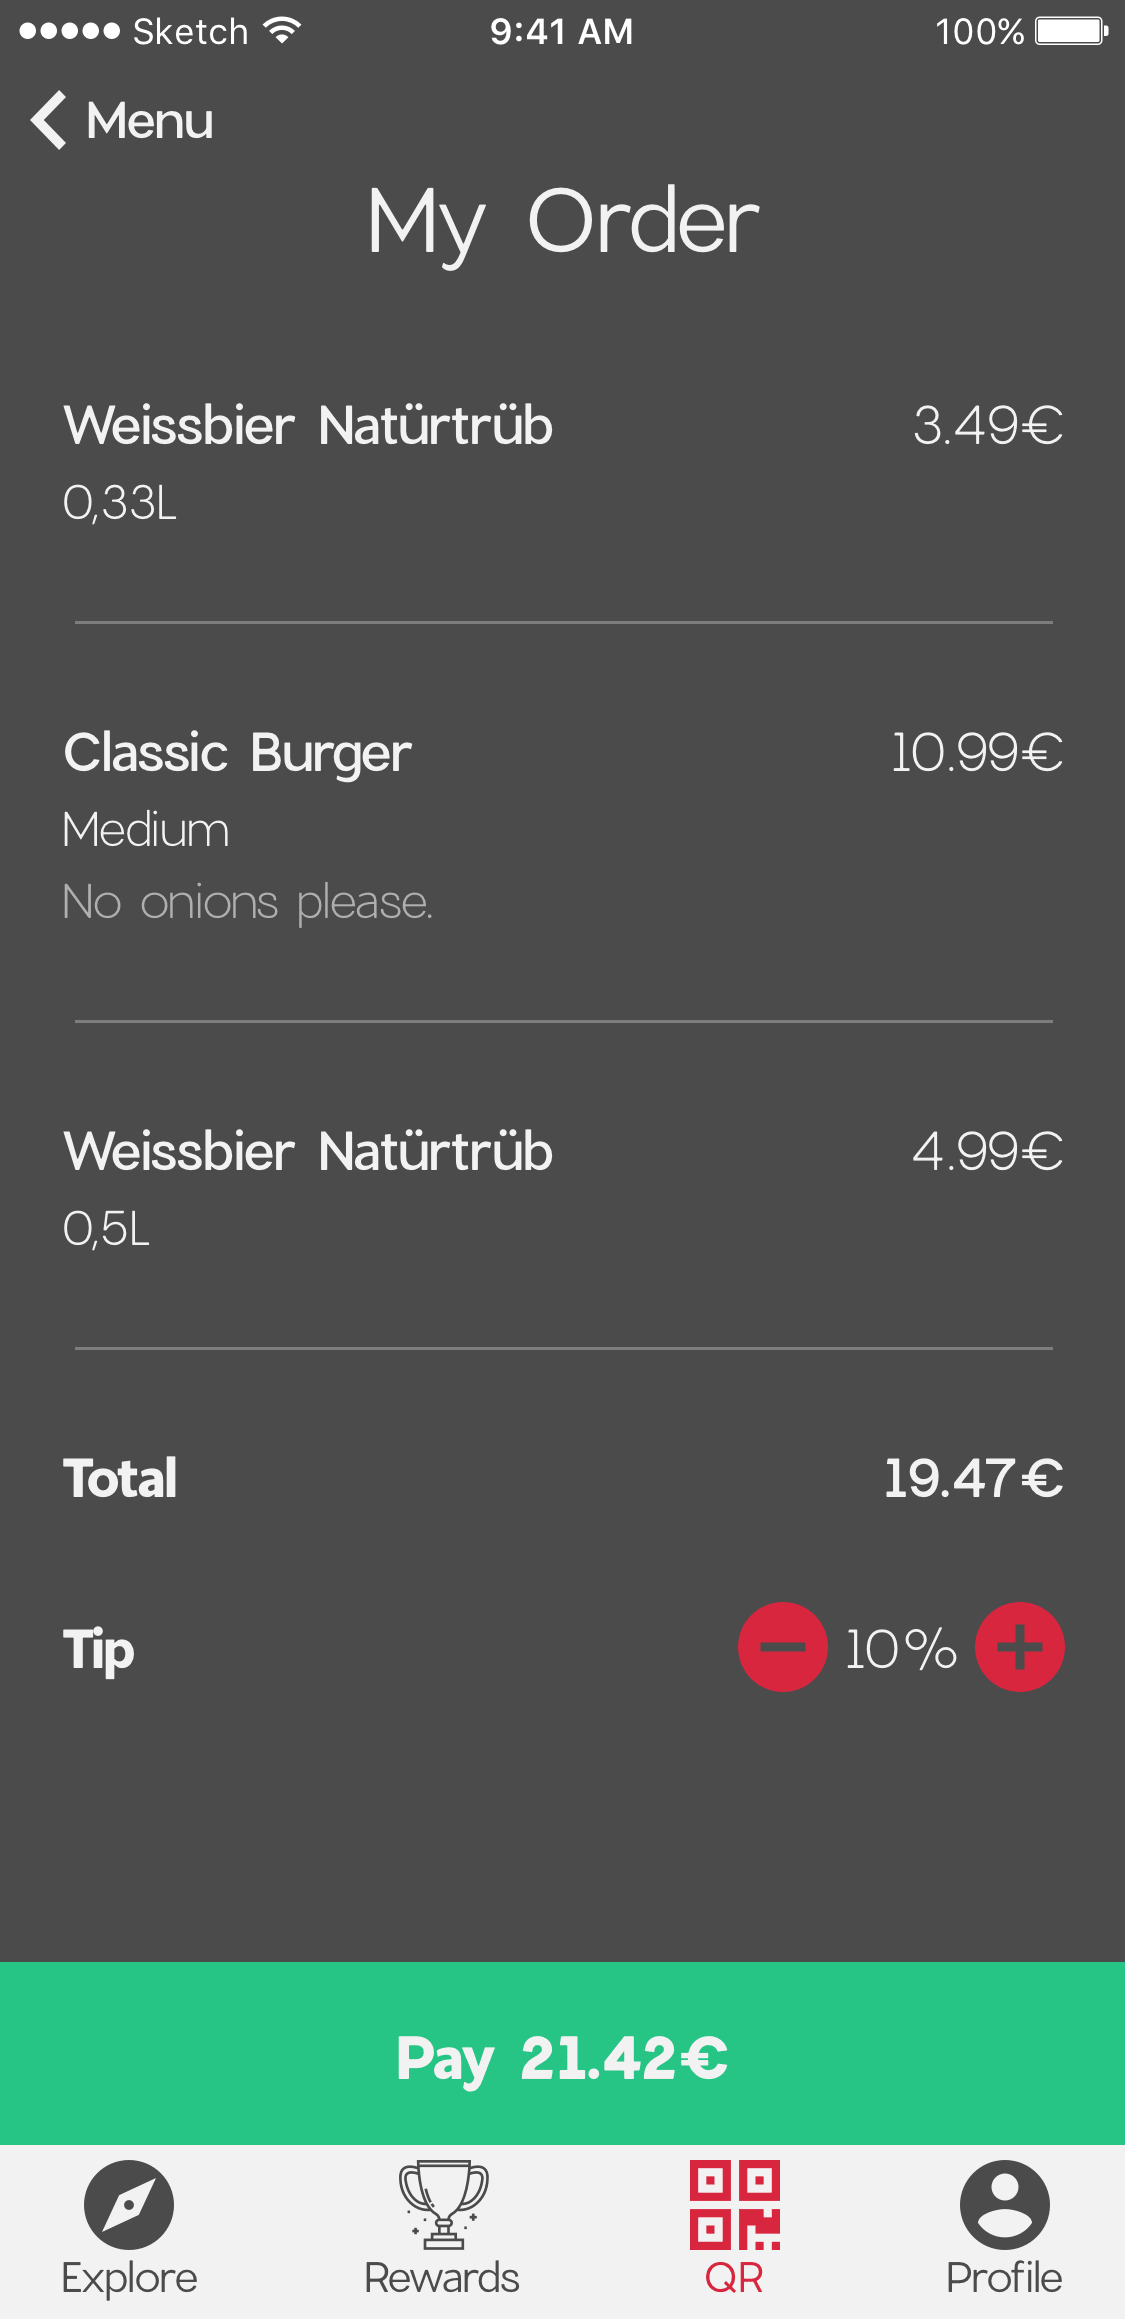 Sketch 9:41 AM 100%
Menu
My Order
Weissbier Natürtrüb 3.49€
0,33L
Classic Burger 10.99€
Medium
No onions please.
Weissbier Natürtrüb 4.99€
0,5L
Total 19.47€
Tip 10%
Pay 21.42€
Explore Rewards QR Profile